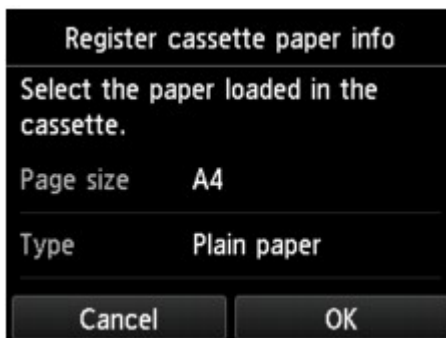 Register cassette paper info
Select the paper loaded in the
cassette.
Page size A4
Type Plain paper
Cancel OK